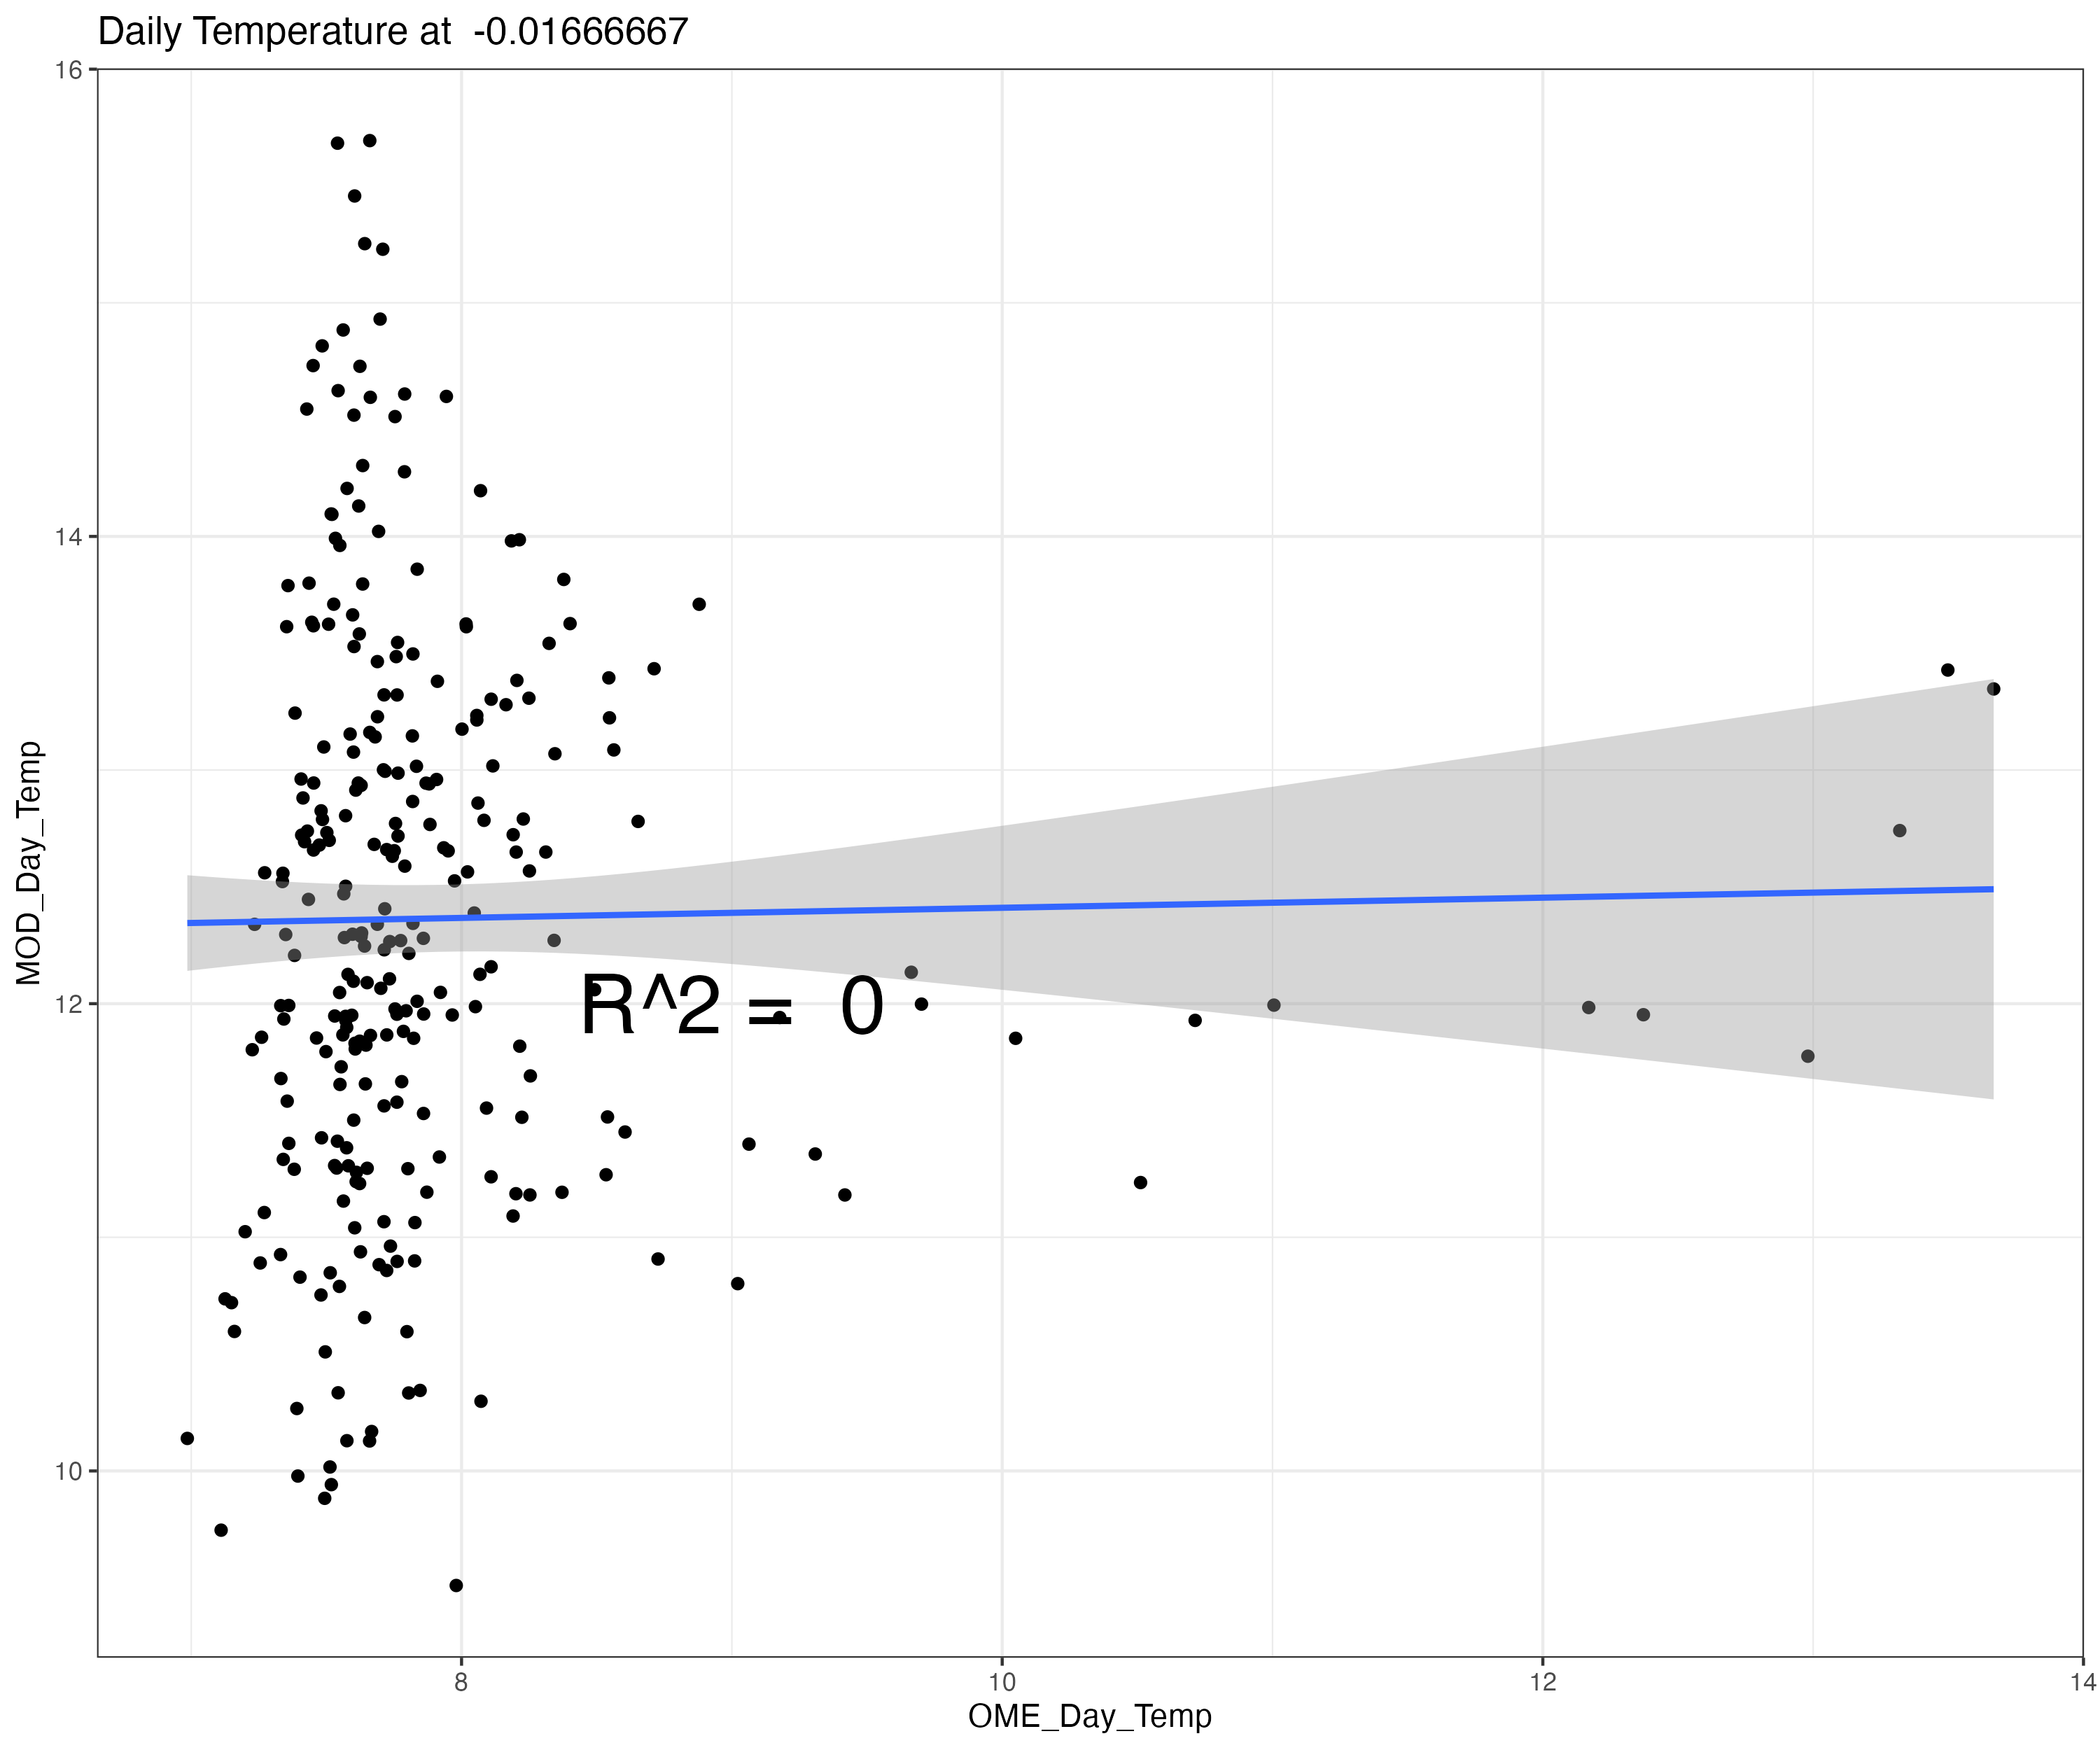 Daily Temperature at  -0.01666667
16
14
12
10
MOD_Day_Temp
R^2 =  0
8
10
12
14
OME_Day_Temp